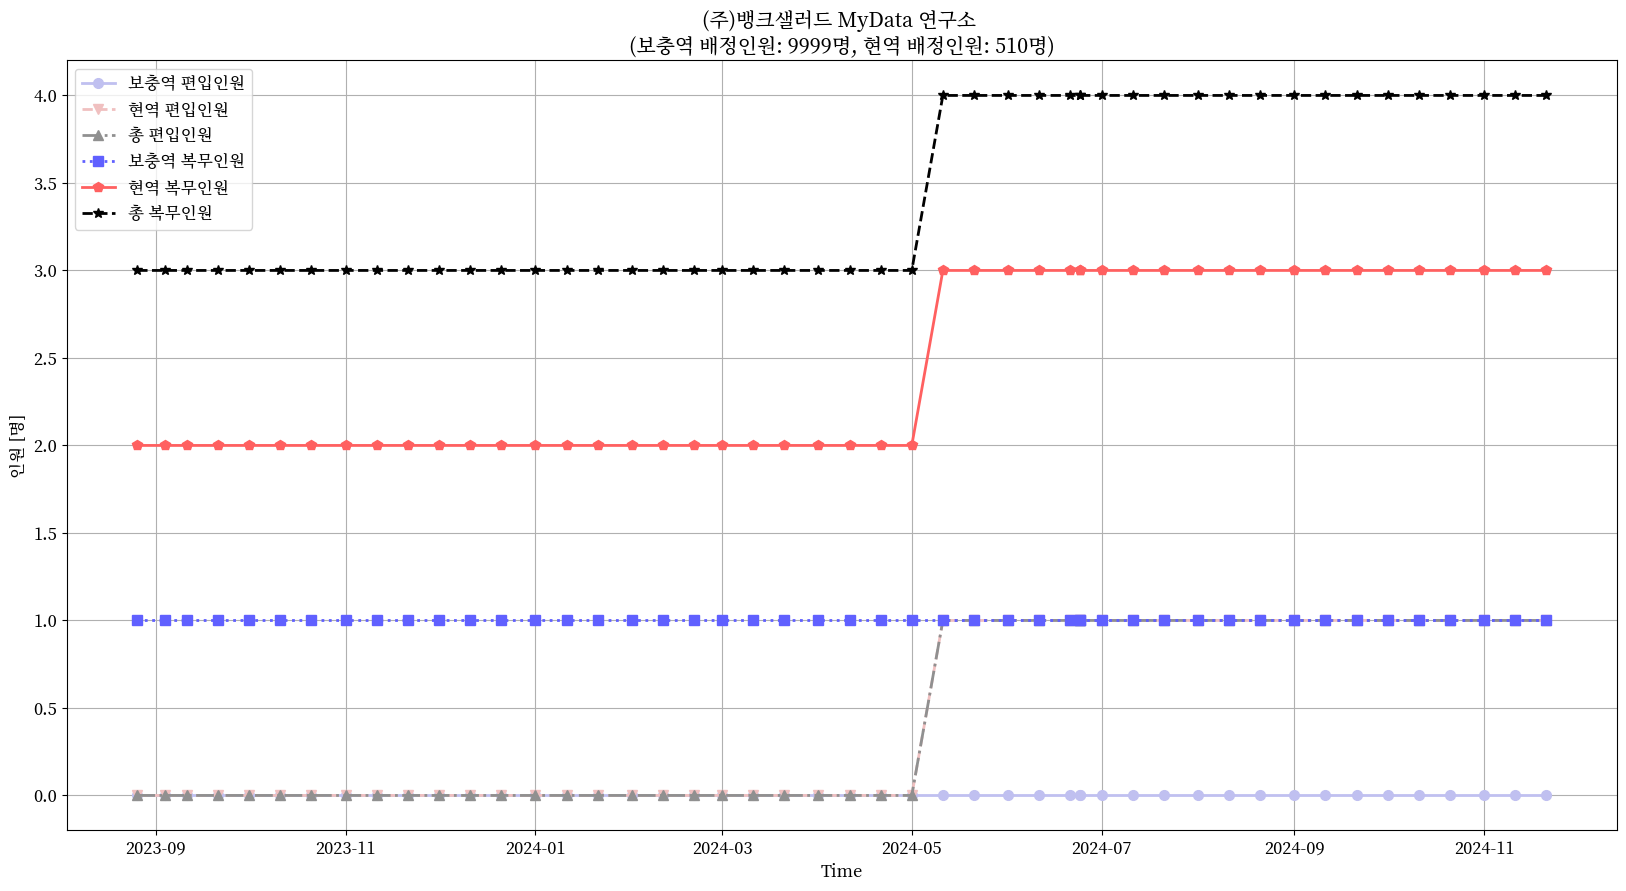 (주)뱅크샐러드 MyData 연구소
(보충역 배정인원: 9999명, 현역 배정인원: 510명)
보충역 편입인원
현역 편입인원
총 편입인원
보충역 복무인원
현역 복무인원
총 복무인원
인원 [명]
4.0
3.5
3.0
2.5
2.0
1.5
1.0
0.5
0.0
2023-09
2023-11
2024-01
2024-03
2024-05
2024-07
2024-09
2024-11
Time